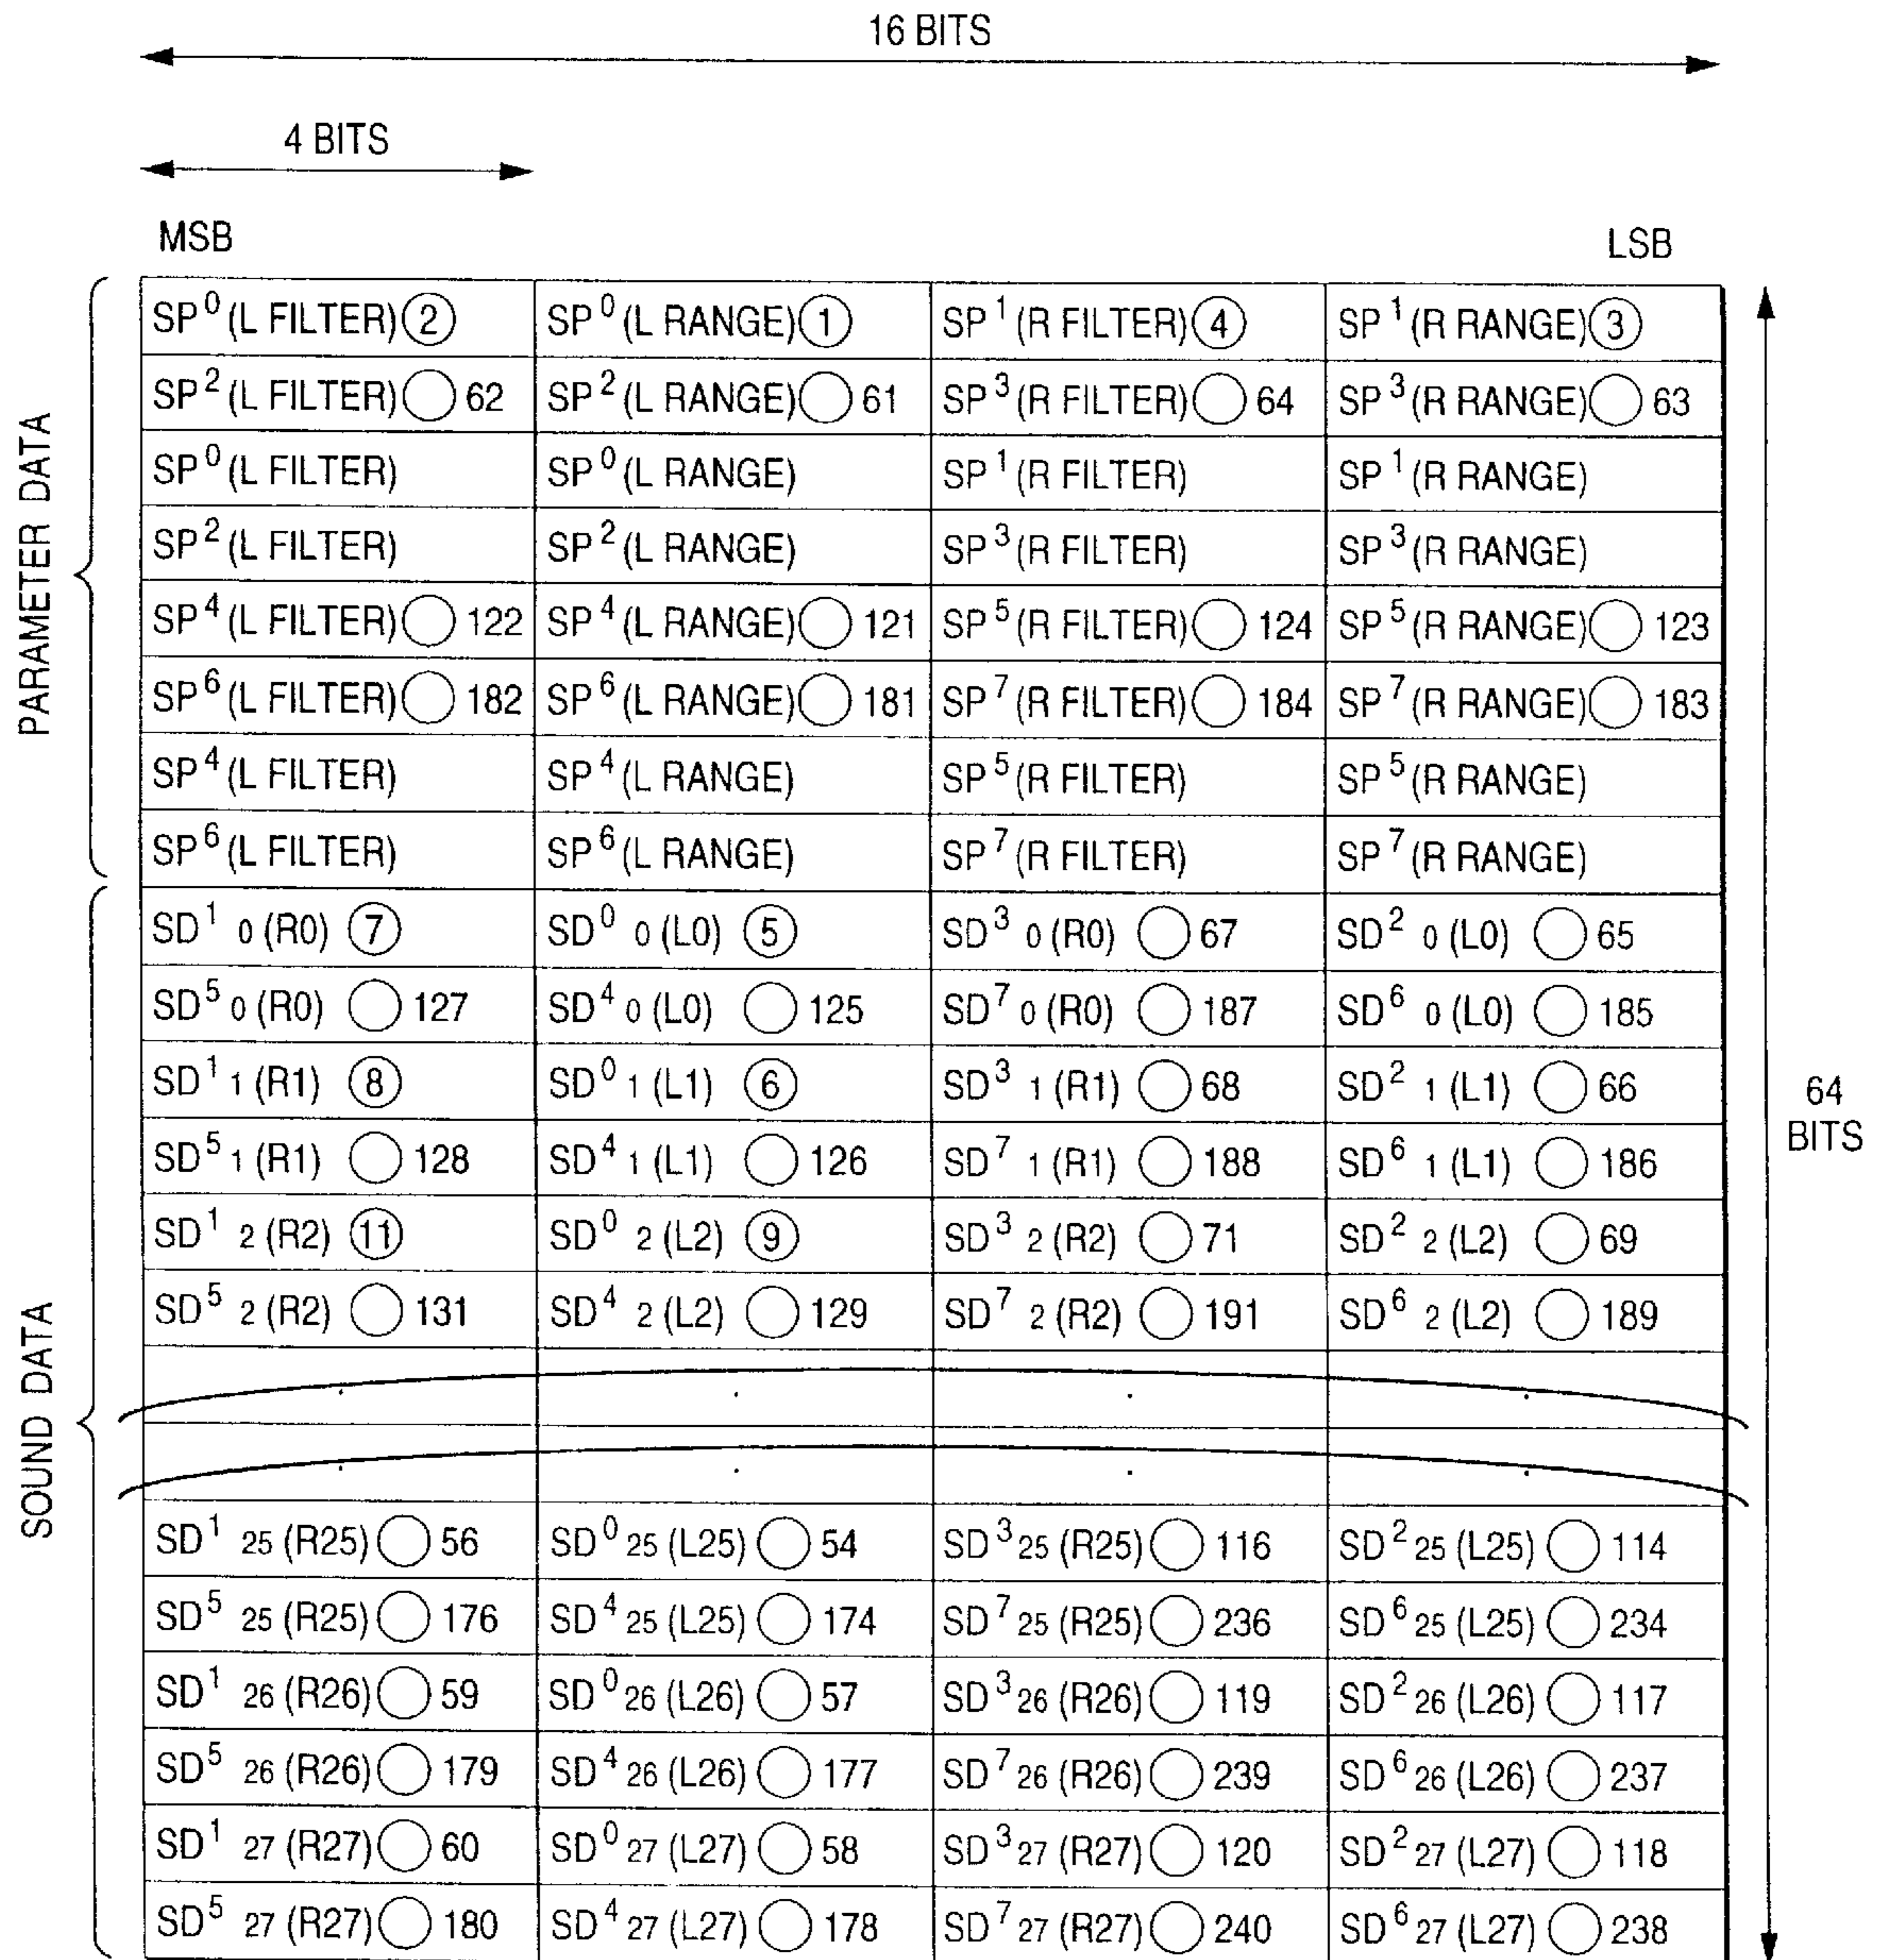 16 BITS
4 BITS
MSB LSB
SP⁰ (L FILTER) ② SP⁰ (L RANGE) ① SP¹ (R FILTER) ④ SP¹ (R RANGE) ③
SP² (L FILTER) ◯ 62 SP² (L RANGE) ◯ 61 SP³ (R FILTER) ◯ 64 SP³ (R RANGE) ◯ 63
SP⁰ (L FILTER) SP⁰ (L RANGE) SP¹ (R FILTER) SP¹ (R RANGE)
SP² (L FILTER) SP² (L RANGE) SP³ (R FILTER) SP³ (R RANGE)
SP⁴ (L FILTER) ◯ 122 SP⁴ (L RANGE) ◯ 121 SP⁵ (R FILTER) ◯ 124 SP⁵ (R RANGE) ◯ 123
SP⁶ (L FILTER) ◯ 182 SP⁶ (L RANGE) ◯ 181 SP⁷ (R FILTER) ◯ 184 SP⁷ (R RANGE) ◯ 183
SP⁴ (L FILTER) SP⁴ (L RANGE) SP⁵ (R FILTER) SP⁵ (R RANGE)
SP⁶ (L FILTER) SP⁶ (L RANGE) SP⁷ (R FILTER) SP⁷ (R RANGE)
PARAMETER DATA
SD¹ 0 (R0) ⑦ SD⁰ 0 (L0) ⑤ SD³ 0 (R0) ◯ 67 SD² 0 (L0) ◯ 65
SD⁵ 0 (R0) ◯ 127 SD⁴ 0 (L0) ◯ 125 SD⁷ 0 (R0) ◯ 187 SD⁶ 0 (L0) ◯ 185
SD¹ 1 (R1) ⑧ SD⁰ 1 (L1) ⑥ SD³ 1 (R1) ◯ 68 SD² 1 (L1) ◯ 66
SD⁵ 1 (R1) ◯ 128 SD⁴ 1 (L1) ◯ 126 SD⁷ 1 (R1) ◯ 188 SD⁶ 1 (L1) ◯ 186
SD¹ 2 (R2) ⑪ SD⁰ 2 (L2) ⑨ SD³ 2 (R2) ◯ 71 SD² 2 (L2) ◯ 69
SD⁵ 2 (R2) ◯ 131 SD⁴ 2 (L2) ◯ 129 SD⁷ 2 (R2) ◯ 191 SD⁶ 2 (L2) ◯ 189
SD¹ 25 (R25) ◯ 56 SD⁰ 25 (L25) ◯ 54 SD³ 25 (R25) ◯ 116 SD² 25 (L25) ◯ 114
SD⁵ 25 (R25) ◯ 176 SD⁴ 25 (L25) ◯ 174 SD⁷ 25 (R25) ◯ 236 SD⁶ 25 (L25) ◯ 234
SD¹ 26 (R26) ◯ 59 SD⁰ 26 (L26) ◯ 57 SD³ 26 (R26) ◯ 119 SD² 26 (L26) ◯ 117
SD⁵ 26 (R26) ◯ 179 SD⁴ 26 (L26) ◯ 177 SD⁷ 26 (R26) ◯ 239 SD⁶ 26 (L26) ◯ 237
SD¹ 27 (R27) ◯ 60 SD⁰ 27 (L27) ◯ 58 SD³ 27 (R27) ◯ 120 SD² 27 (L27) ◯ 118
SD⁵ 27 (R27) ◯ 180 SD⁴ 27 (L27) ◯ 178 SD⁷ 27 (R27) ◯ 240 SD⁶ 27 (L27) ◯ 238
SOUND DATA
64
BITS